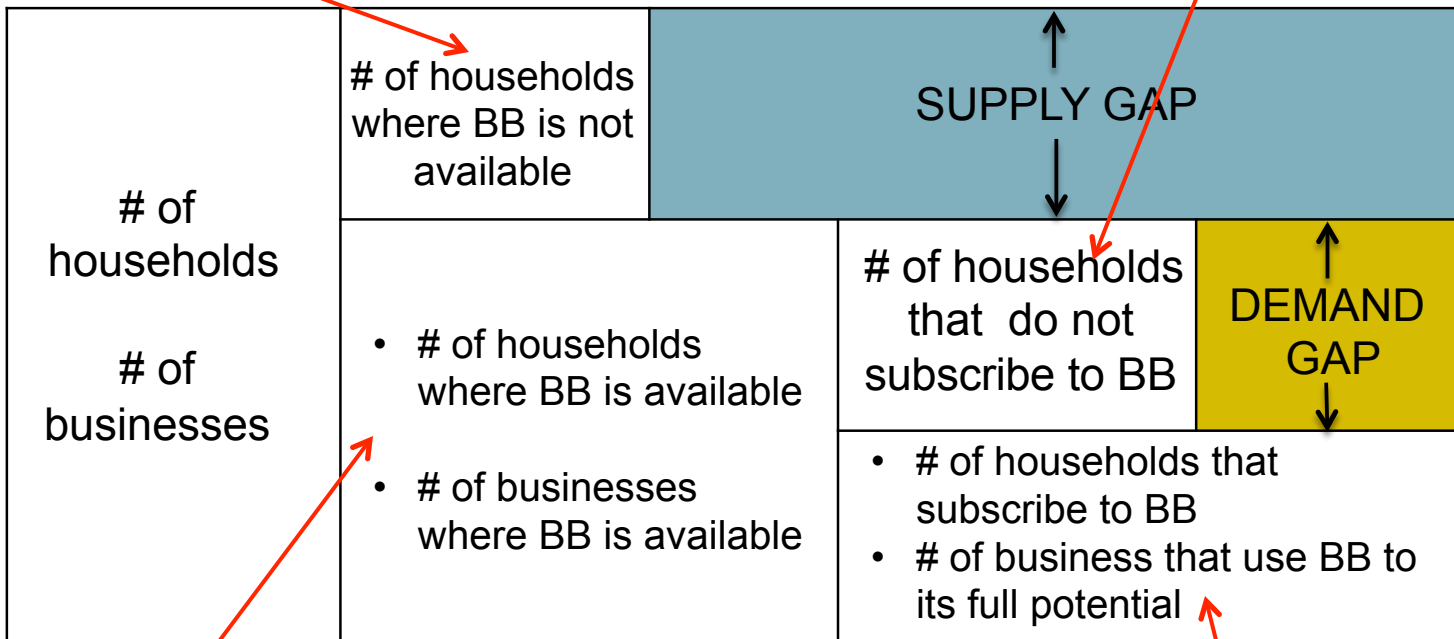 # of
households
# of
businesses
# of households
where BB is not
available
SUPPLY GAP
• # of households
where BB is available
• # of businesses
where BB is available
# of households
that do not
subscribe to BB
DEMAND
GAP
• # of households that
subscribe to BB
• # of business that use BB to
its full potential